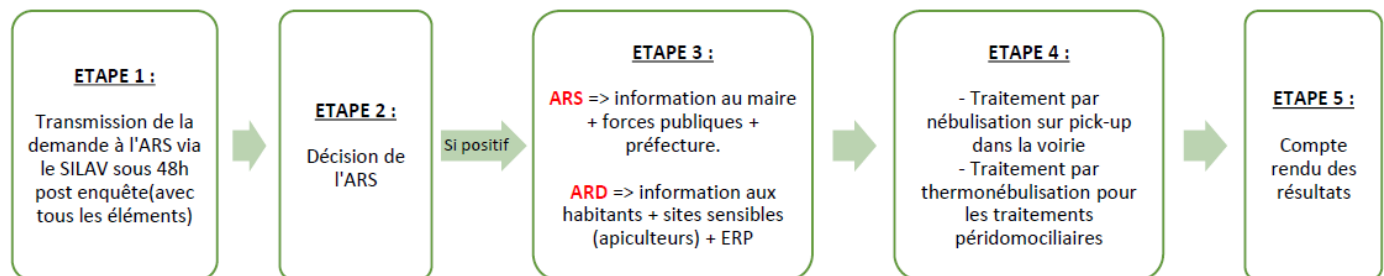 ETAPE 1 :
Transmission de la
demande à l'ARS via
le SILAV sous 48h
post enquête(avec
tous les éléments)
ETAPE 2 :
Décision de
l'ARS
Si positif
ETAPE 3 :
ARS => information au maire
+ forces publiques +
préfecture.
ARD => information aux
habitants + sites sensibles
(apiculteurs) + ERP
ETAPE 4 :
- Traitement par
nébulisation sur pick-up
dans la voirie
- Traitement par
thermonébulisation pour
les traitements
péridomociliaires
ETAPE 5 :
Compte
rendu des
résultats